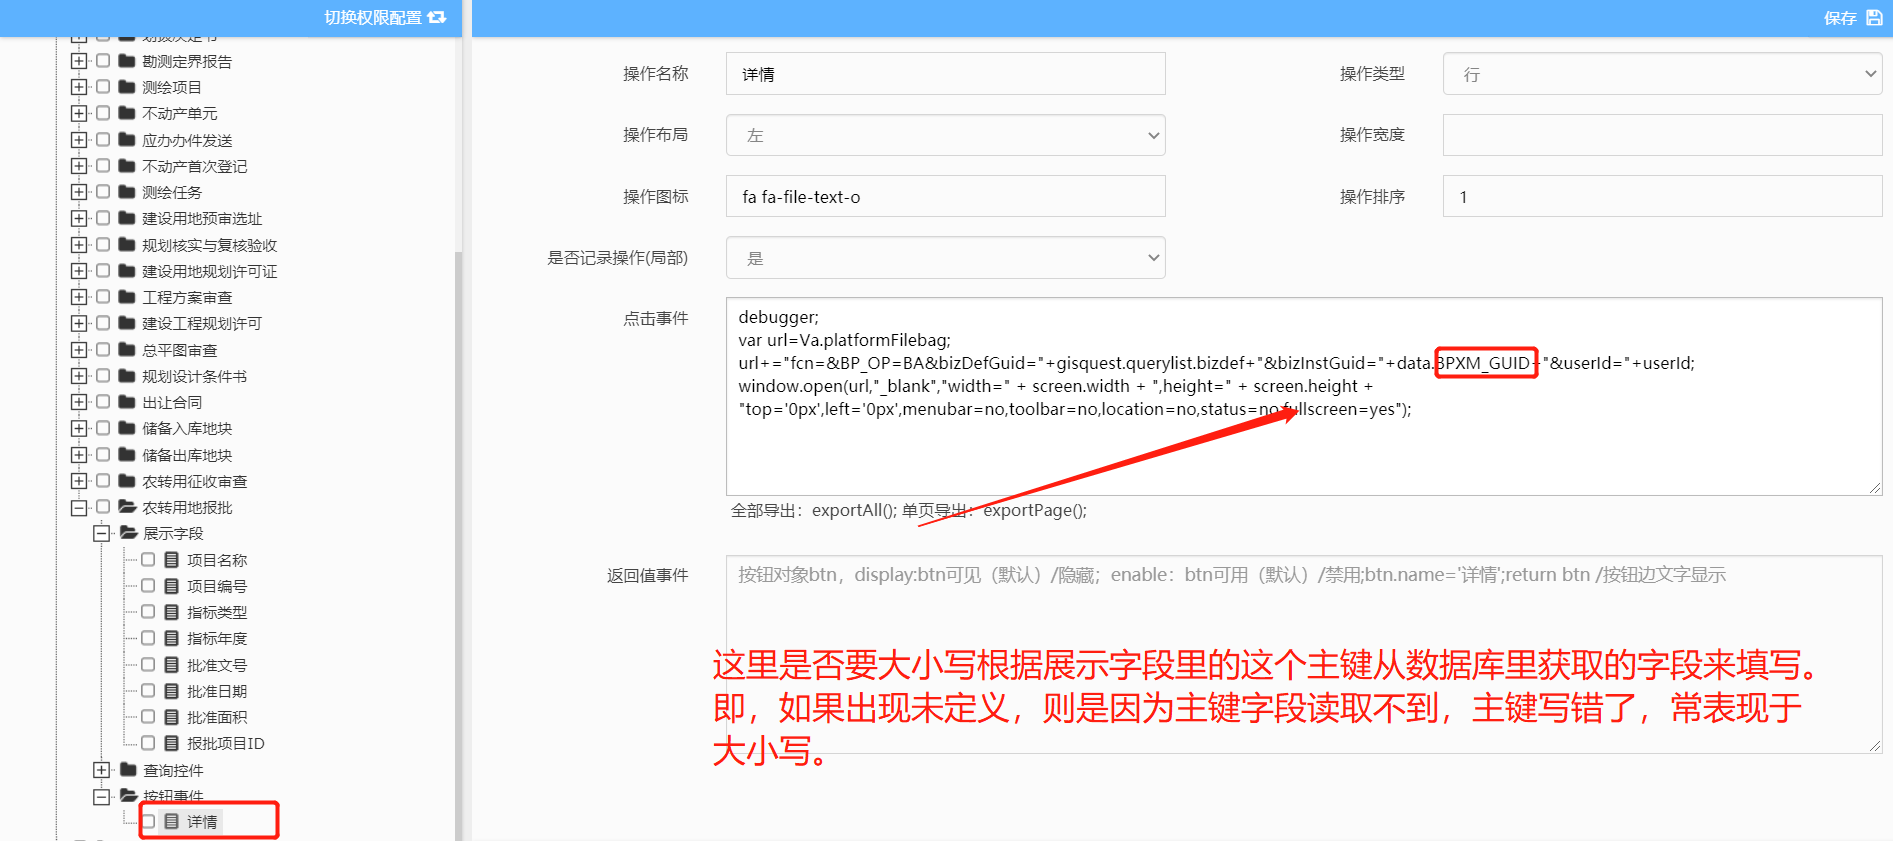 切换权限配置
保存
划拨决定书
勘测定界报告
测绘项目
不动产单元
应办办件发送
不动产首次登记
测绘任务
建设用地预审选址
规划核实与复核验收
建设用地规划许可证
工程方案审查
建设工程规划许可
总平图审查
规划设计条件书
出让合同
储备入库地块
储备出库地块
农转用征收审查
农转用地报批
展示字段
项目名称
项目编号
指标类型
指标年度
批准文号
批准日期
批准面积
报批项目ID
查询控件
按钮事件
详情
操作名称 详情 操作类型 行
操作布局 左 操作宽度
操作图标 fa fa-file-text-o 操作排序 1
是否记录操作(局部) 是
点击事件
debugger;
var url=Va.platformFilebag;
url+="fcn=&BP_OP=BA&bizDefGuid="+gisquest.querylist.bizdef+"&bizInstGuid="+data.BPXM_GUID+"&userId="+userId;
window.open(url,"_blank","width=" + screen.width + ",height=" + screen.height +
"top='0px',left='0px',menubar=no,toolbar=no,location=no,status=no,fullscreen=yes");
全部导出：exportAll(); 单页导出：exportPage();
返回值事件 按钮对象btn，display:btn可见（默认）/隐藏；enable：btn可用（默认）/禁用;btn.name='详情';return btn /按钮边文字显示
这里是否要大小写根据展示字段里的这个主键从数据库里获取的字段来填写。
即，如果出现未定义，则是因为主键字段读取不到，主键写错了，常表现于
大小写。